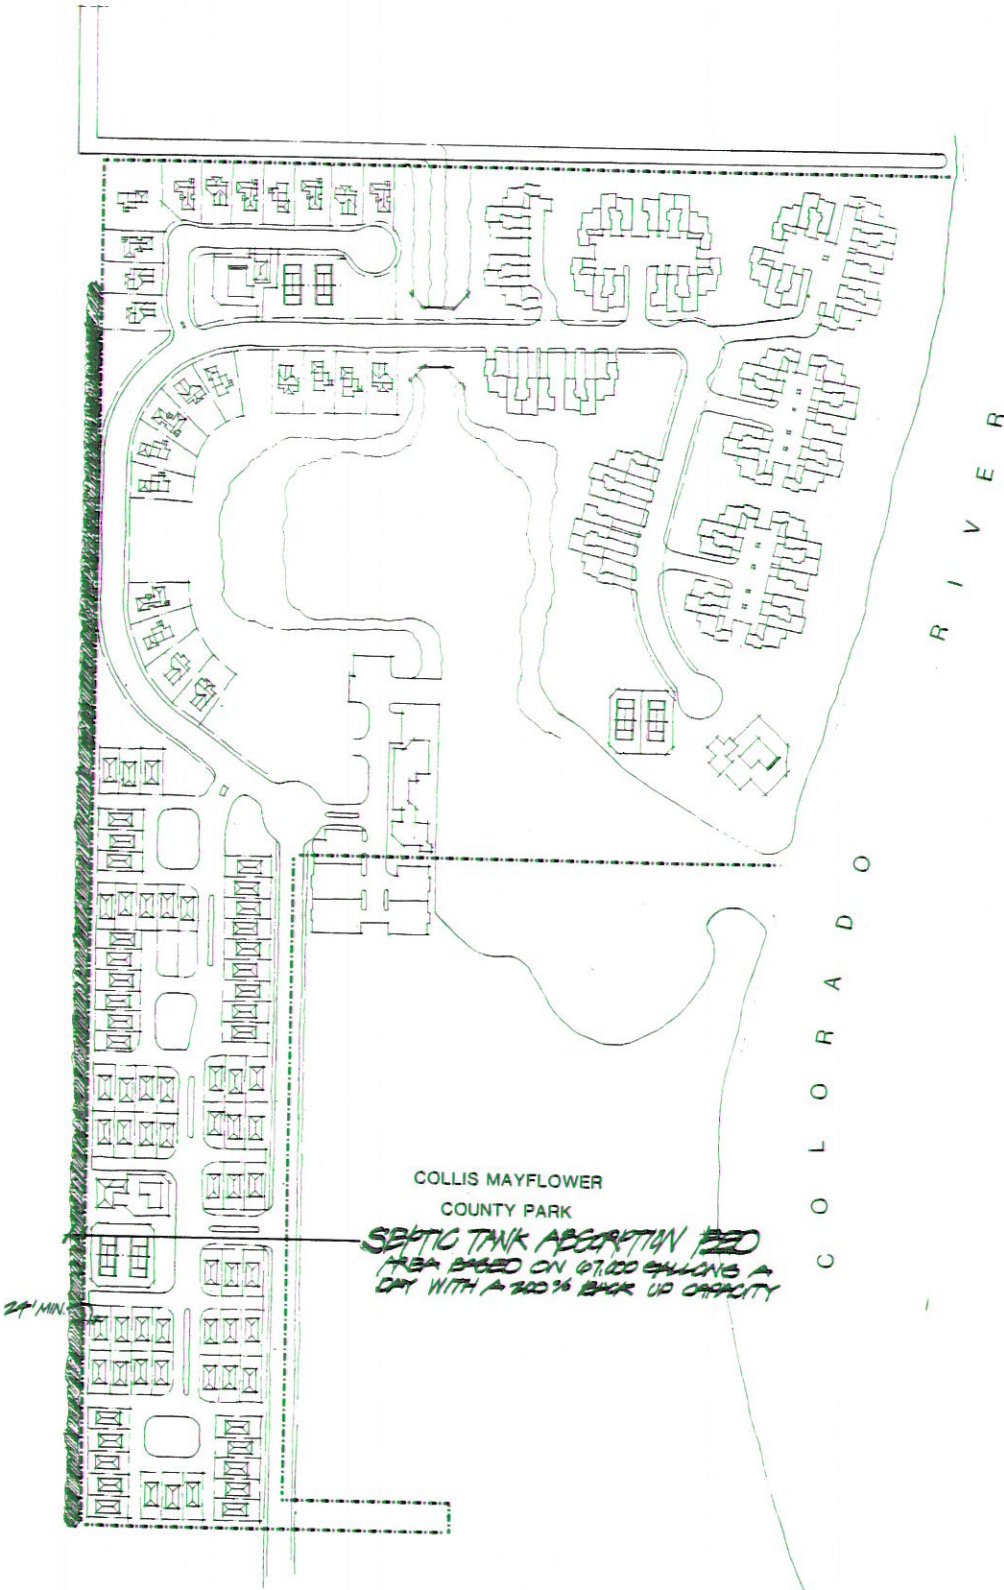 RIVER
COLORADO
COLLIS MAYFLOWER
COUNTY PARK
SEPTIC TANK ABSORPTION BED
AREA BASED ON 67,000 GALLONS A
DAY WITH A 200% BACK UP CAPACITY
24' MIN.